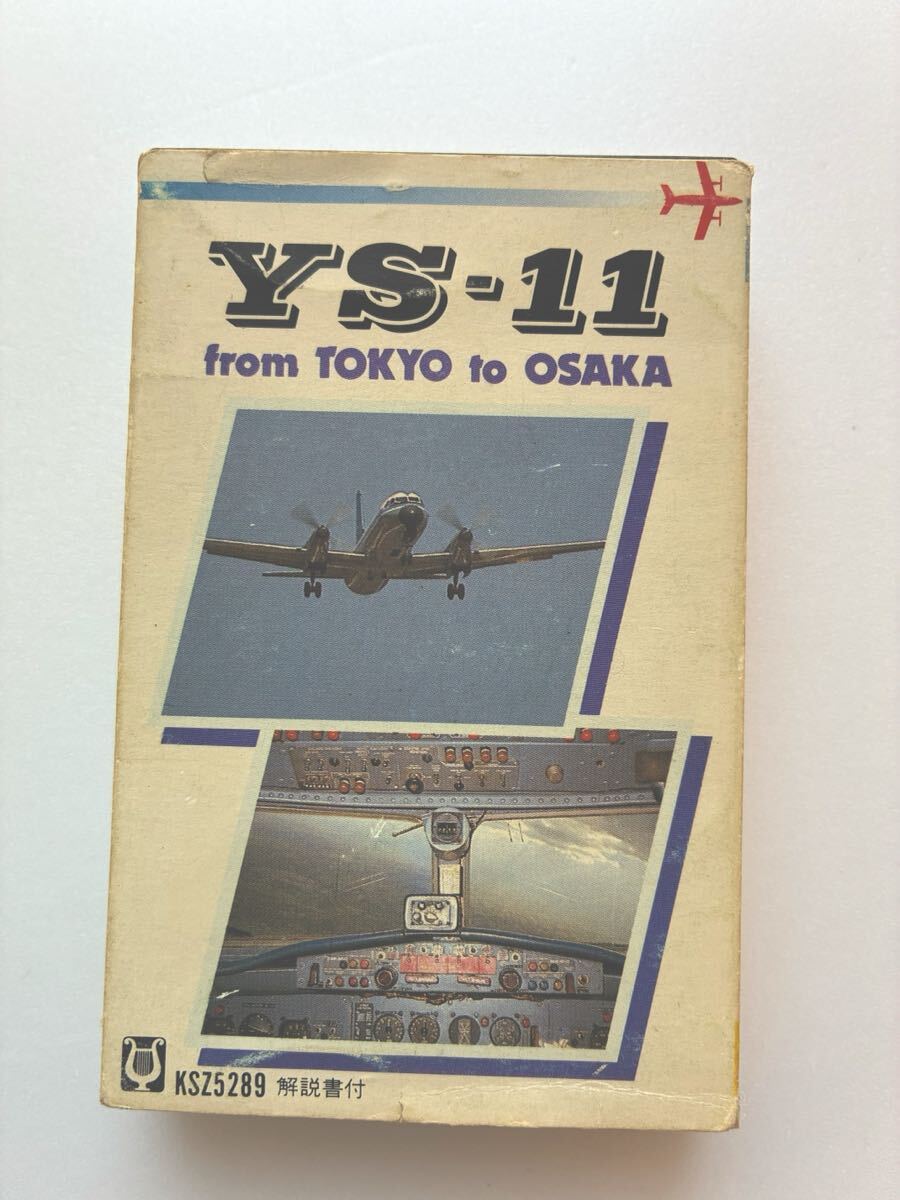 YS-11
from TOKYO to OSAKA
KSZ5289 解説書付